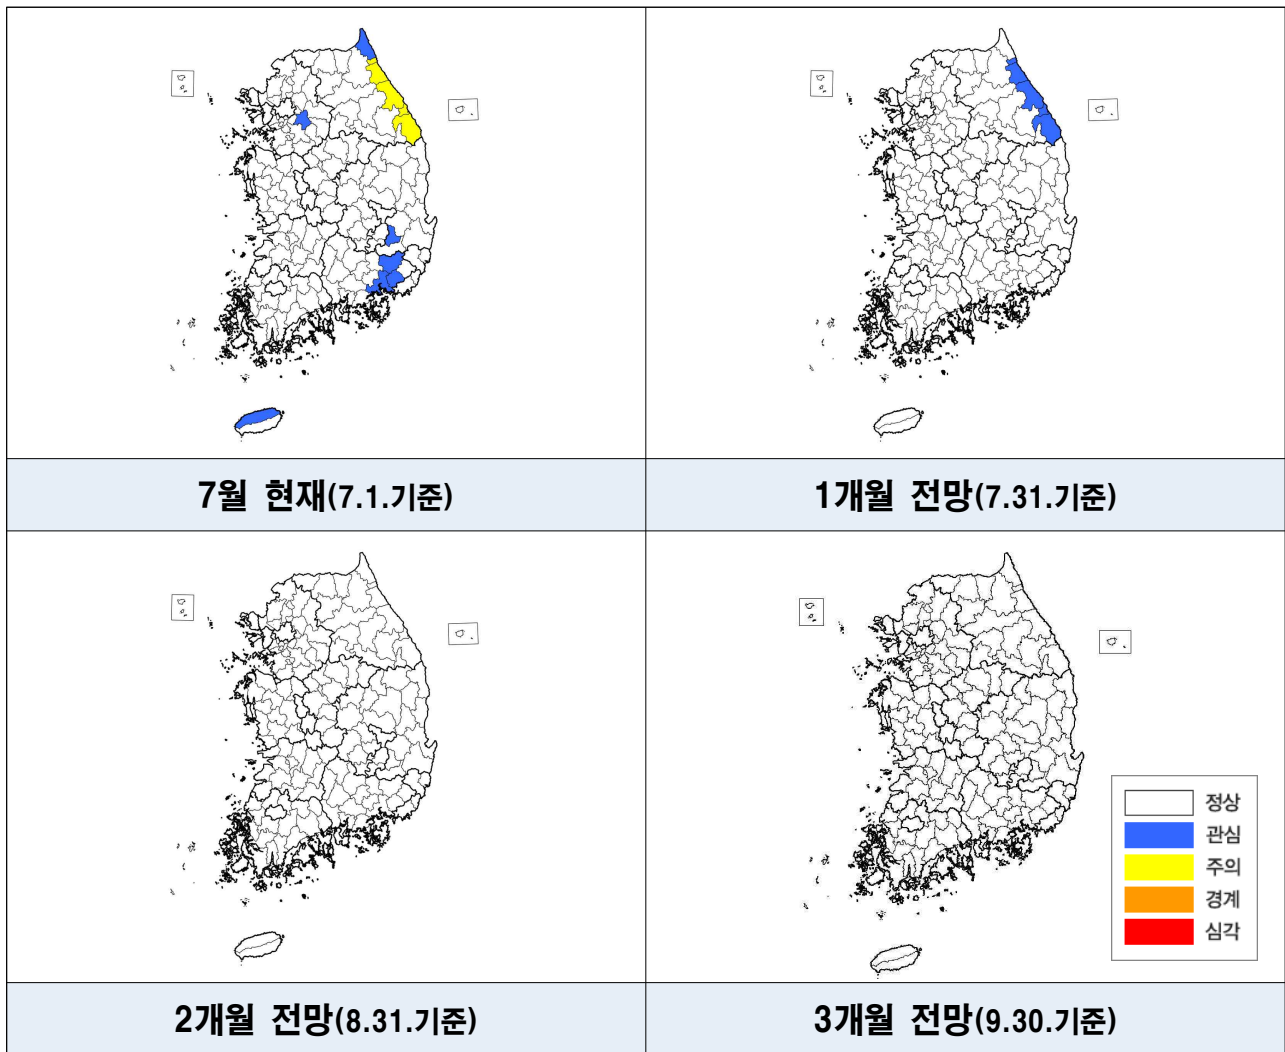 7월 현재(7.1.기준)
1개월 전망(7.31.기준)
정상
관심
주의
경계
심각
2개월 전망(8.31.기준)
3개월 전망(9.30.기준)